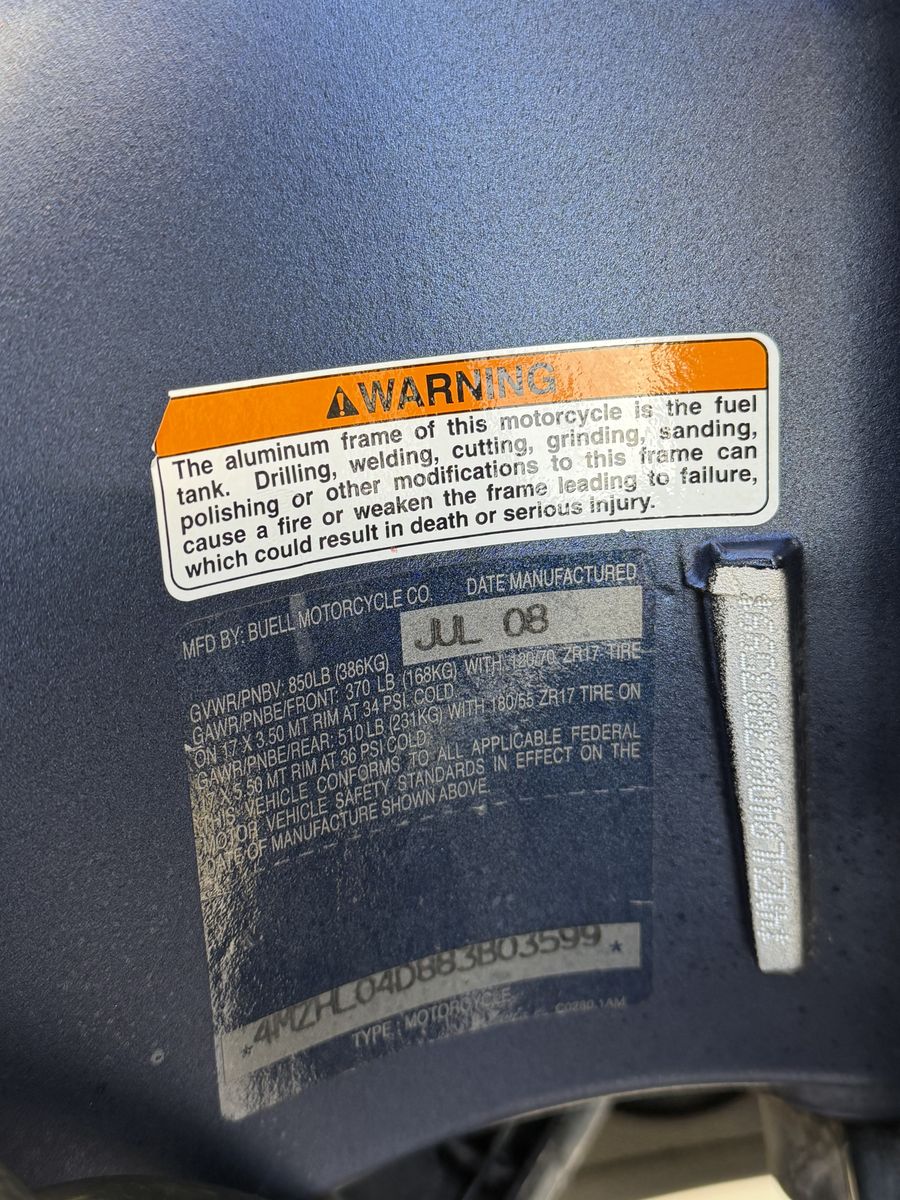 ⚠WARNING
The aluminum frame of this motorcycle is the fuel
tank. Drilling, welding, cutting, grinding, sanding,
polishing or other modifications to this frame can
cause a fire or weaken the frame leading to failure,
which could result in death or serious injury.
MFD BY: BUELL MOTORCYCLE CO. DATE MANUFACTURED
JUL 08
GVWR/PNBV: 850LB (386KG)
GAWR/PNBE/FRONT: 370 LB (168KG) WITH 120/70 ZR17 TIRE
ON 17 X 3.50 MT RIM AT 34 PSI COLD.
GAWR/PNBE/REAR: 510 LB (231KG) WITH 180/55 ZR17 TIRE ON
17 X 5.50 MT RIM AT 36 PSI COLD.
THIS VEHICLE CONFORMS TO ALL APPLICABLE FEDERAL
MOTOR VEHICLE SAFETY STANDARDS IN EFFECT ON THE
DATE OF MANUFACTURE SHOWN ABOVE.
*4MZHL04D883B03599*
TYPE: MOTORCYCLE
C0280.1AM